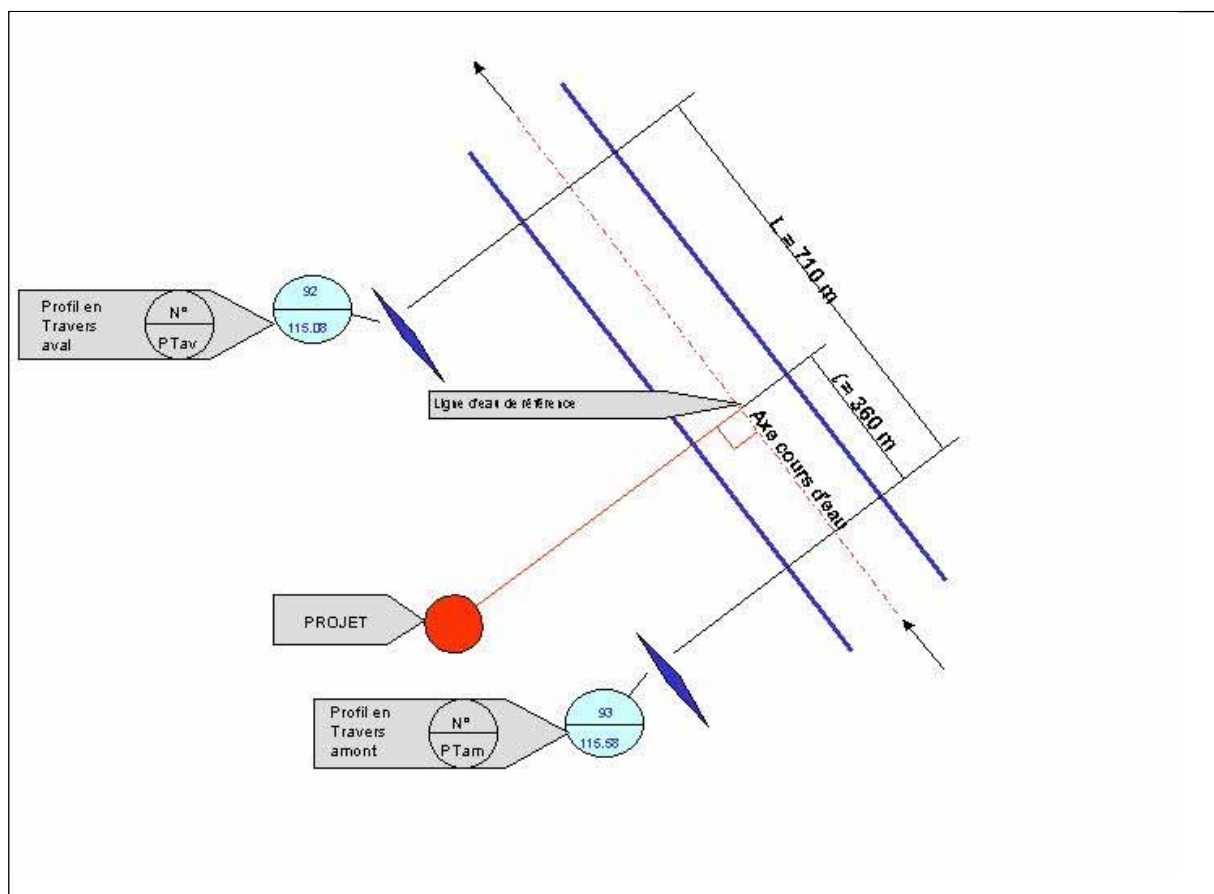 L = 710 m
92
115.08
Profil en
Travers
aval
N°
PTav
ℓ = 360 m
Ligne d'eau de référence
Axe cours d'eau
PROJET
93
115.58
Profil en
Travers
amont
N°
PTam